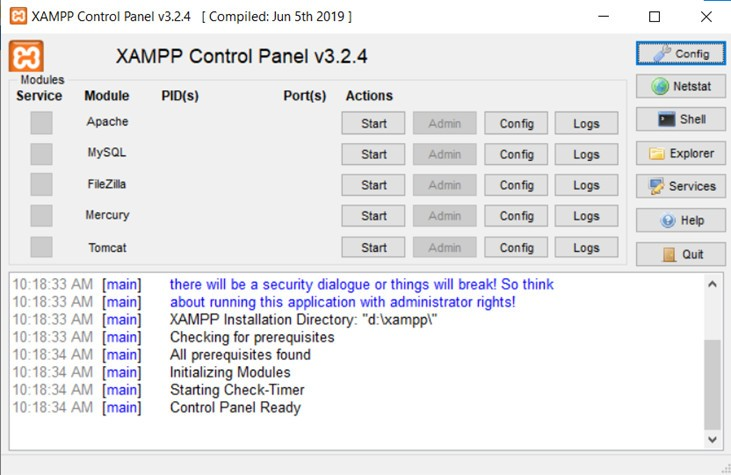 XAMPP Control Panel v3.2.4 [ Compiled: Jun 5th 2019 ]
XAMPP Control Panel v3.2.4
Config
Modules
Service Module PID(s) Port(s) Actions
Netstat
Apache Start Admin Config Logs
Shell
MySQL Start Admin Config Logs
Explorer
FileZilla Start Admin Config Logs
Services
Mercury Start Admin Config Logs
Help
Tomcat Start Admin Config Logs
Quit
10:18:33 AM [main] there will be a security dialogue or things will break! So think
10:18:33 AM [main] about running this application with administrator rights!
10:18:33 AM [main] XAMPP Installation Directory: "d:\xampp\"
10:18:33 AM [main] Checking for prerequisites
10:18:34 AM [main] All prerequisites found
10:18:34 AM [main] Initializing Modules
10:18:34 AM [main] Starting Check-Timer
10:18:34 AM [main] Control Panel Ready